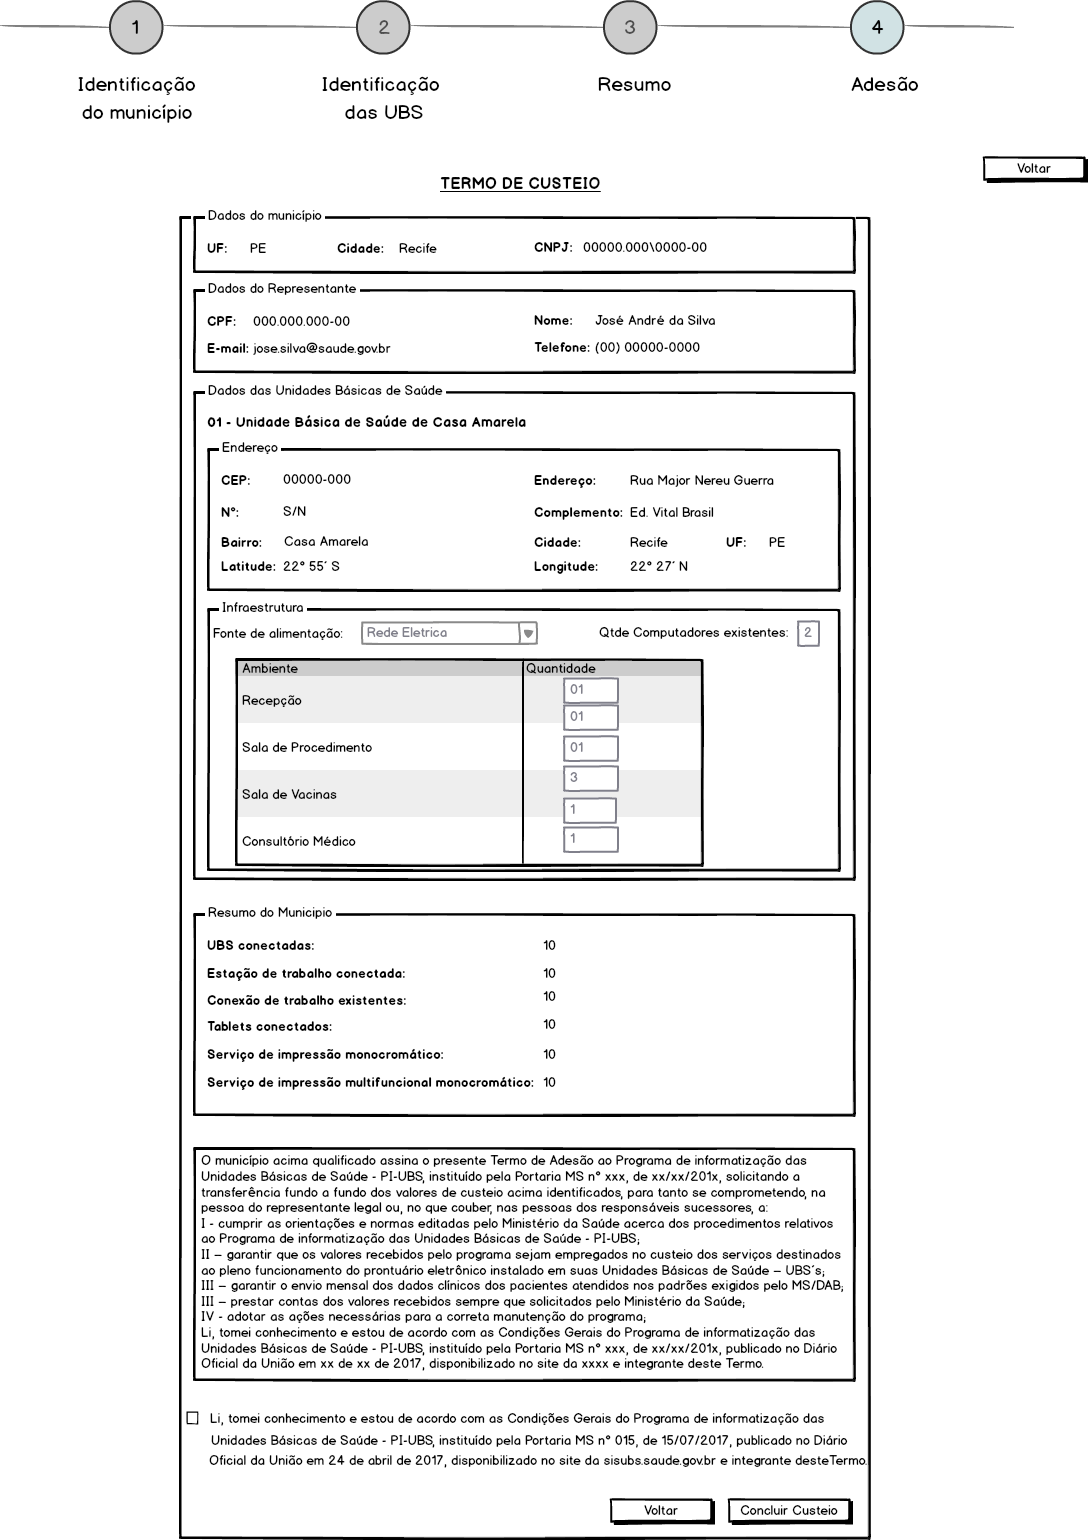 1 2 3 4
Identificação
do município
Identificação
das UBS
Resumo
Adesão
Voltar
TERMO DE CUSTEIO
Dados do município
UF: PE Cidade: Recife CNPJ: 00000.000\0000-00
Dados do Representante
CPF: 000.000.000-00 Nome: José André da Silva
E-mail: jose.silva@saude.gov.br Telefone: (00) 00000-0000
Dados das Unidades Básicas de Saúde
01 - Unidade Básica de Saúde de Casa Amarela
Endereço
CEP: 00000-000 Endereço: Rua Major Nereu Guerra
Nº: S/N Complemento: Ed. Vital Brasil
Bairro: Casa Amarela Cidade: Recife UF: PE
Latitude: 22° 55´ S Longitude: 22° 27´ N
Infraestrutura
Fonte de alimentação: Rede Eletrica Qtde Computadores existentes: 2
Ambiente Quantidade
01
Recepção
01
Sala de Procedimento 01
3
Sala de Vacinas
1
Consultório Médico 1
Resumo do Municipio
UBS conectadas: 10
Estação de trabalho conectada: 10
Conexão de trabalho existentes: 10
Tablets conectados: 10
Serviço de impressão monocromático: 10
Serviço de impressão multifuncional monocromático: 10
O município acima qualificado assina o presente Termo de Adesão ao Programa de informatização das
Unidades Básicas de Saúde - PI-UBS, instituído pela Portaria MS n° xxx, de xx/xx/201x, solicitando a
transferência fundo a fundo dos valores de custeio acima identificados, para tanto se comprometendo, na
pessoa do representante legal ou, no que couber, nas pessoas dos responsáveis sucessores, a:
I - cumprir as orientações e normas editadas pelo Ministério da Saúde acerca dos procedimentos relativos
ao Programa de informatização das Unidades Básicas de Saúde - PI-UBS;
II – garantir que os valores recebidos pelo programa sejam empregados no custeio dos serviços destinados
ao pleno funcionamento do prontuário eletrônico instalado em suas Unidades Básicas de Saúde – UBS´s;
III – garantir o envio mensal dos dados clínicos dos pacientes atendidos nos padrões exigidos pelo MS/DAB;
III – prestar contas dos valores recebidos sempre que solicitados pelo Ministério da Saúde;
IV - adotar as ações necessárias para a correta manutenção do programa;
Li, tomei conhecimento e estou de acordo com as Condições Gerais do Programa de informatização das
Unidades Básicas de Saúde - PI-UBS, instituído pela Portaria MS n° xxx, de xx/xx/201x, publicado no Diário
Oficial da União em xx de xx de 2017, disponibilizado no site da xxxx e integrante deste Termo.
Li, tomei conhecimento e estou de acordo com as Condições Gerais do Programa de informatização das
Unidades Básicas de Saúde - PI-UBS, instituído pela Portaria MS n° 015, de 15/07/2017, publicado no Diário
Oficial da União em 24 de abril de 2017, disponibilizado no site da sisubs.saude.gov.br e integrante desteTermo.
Voltar Concluir Custeio